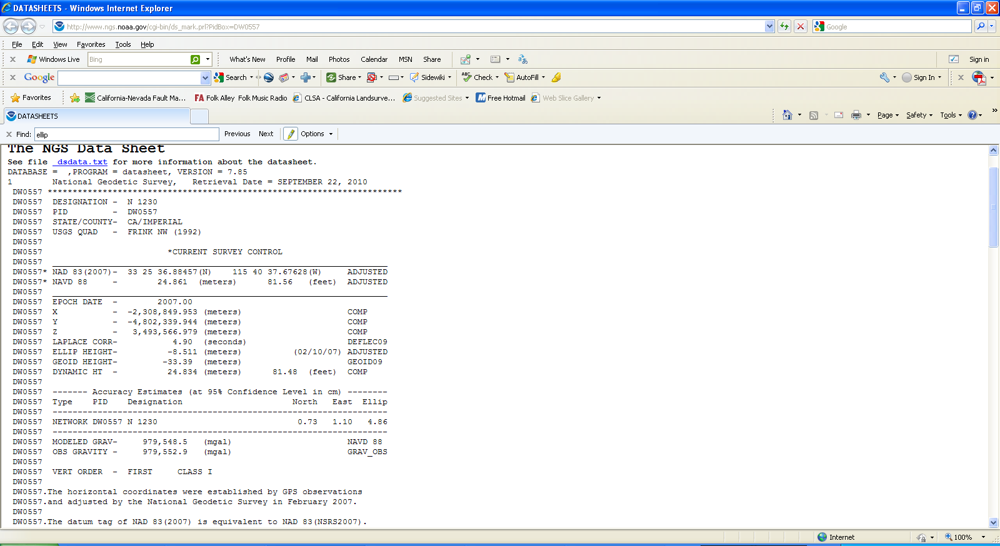 DATASHEETS - Windows Internet Explorer
http://www.ngs.noaa.gov/cgi-bin/ds_mark.prl?PidBox=DW0557
Google
File Edit View Favorites Tools Help
x Windows Live Bing What's New Profile Mail Photos Calendar MSN Share Sign in
x Google Search Share Sidewiki ABC Check AutoFill Sign In x
Favorites California-Nevada Fault Ma... FA Folk Alley Folk Music Radio CLSA - California Landsurve... Suggested Sites Free Hotmail Web Slice Gallery
DATASHEETS Page Safety Tools »
x Find: ellip Previous Next Options
The NGS Data Sheet
See file dsdata.txt for more information about the datasheet.
DATABASE = ,PROGRAM = datasheet, VERSION = 7.85
1 National Geodetic Survey, Retrieval Date = SEPTEMBER 22, 2010
DW0557 ***********************************************************************
DW0557 DESIGNATION - N 1230
DW0557 PID - DW0557
DW0557 STATE/COUNTY- CA/IMPERIAL
DW0557 USGS QUAD - FRINK NW (1992)
DW0557
DW0557 *CURRENT SURVEY CONTROL
DW0557
DW0557* NAD 83(2007)- 33 25 36.88457(N) 115 40 37.67628(W) ADJUSTED
DW0557* NAVD 88 - 24.861 (meters) 81.56 (feet) ADJUSTED
DW0557
DW0557 EPOCH DATE - 2007.00
DW0557 X - -2,308,849.953 (meters) COMP
DW0557 Y - -4,802,339.944 (meters) COMP
DW0557 Z - 3,493,566.979 (meters) COMP
DW0557 LAPLACE CORR- 4.90 (seconds) DEFLEC09
DW0557 ELLIP HEIGHT- -8.511 (meters) (02/10/07) ADJUSTED
DW0557 GEOID HEIGHT- -33.39 (meters) GEOID09
DW0557 DYNAMIC HT - 24.834 (meters) 81.48 (feet) COMP
DW0557
DW0557 ------- Accuracy Estimates (at 95% Confidence Level in cm) --------
DW0557 Type PID Designation North East Ellip
DW0557 -------------------------------------------------------------------
DW0557 NETWORK DW0557 N 1230 0.73 1.10 4.86
DW0557 -------------------------------------------------------------------
DW0557 MODELED GRAV- 979,548.5 (mgal) NAVD 88
DW0557 OBS GRAVITY - 979,552.9 (mgal) GRAV_OBS
DW0557
DW0557 VERT ORDER - FIRST CLASS I
DW0557
DW0557.The horizontal coordinates were established by GPS observations
DW0557.and adjusted by the National Geodetic Survey in February 2007.
DW0557
DW0557.The datum tag of NAD 83(2007) is equivalent to NAD 83(NSRS2007).
Internet 100%